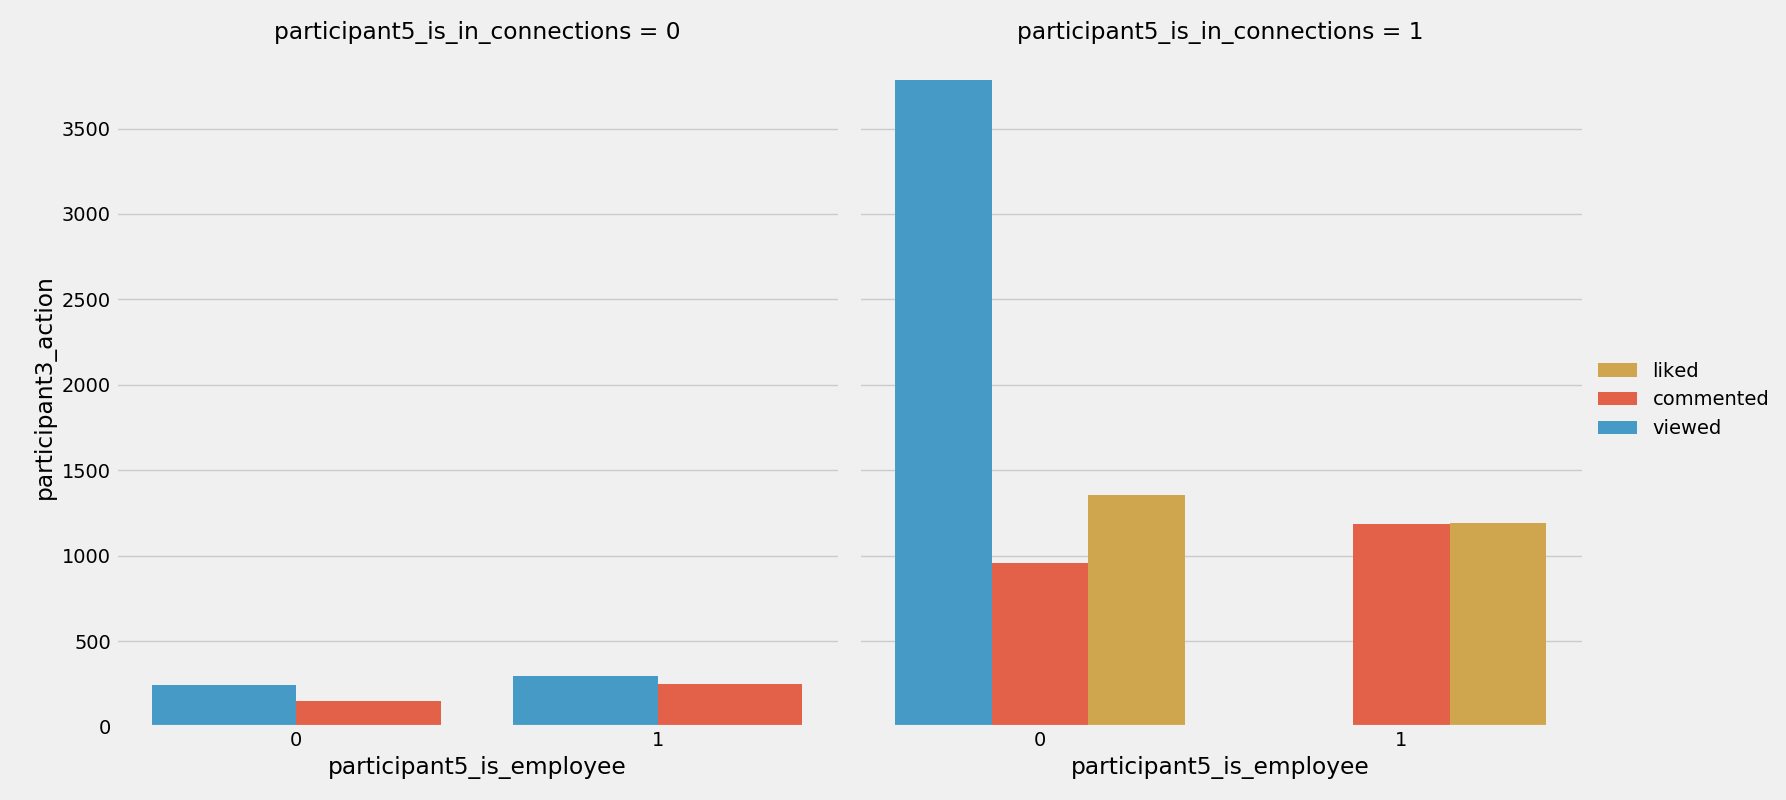 participant5_is_in_connections = 0
participant5_is_in_connections = 1
participant3_action
3500
3000
2500
2000
1500
1000
500
0
0
1
participant5_is_employee
0
1
participant5_is_employee
liked
commented
viewed